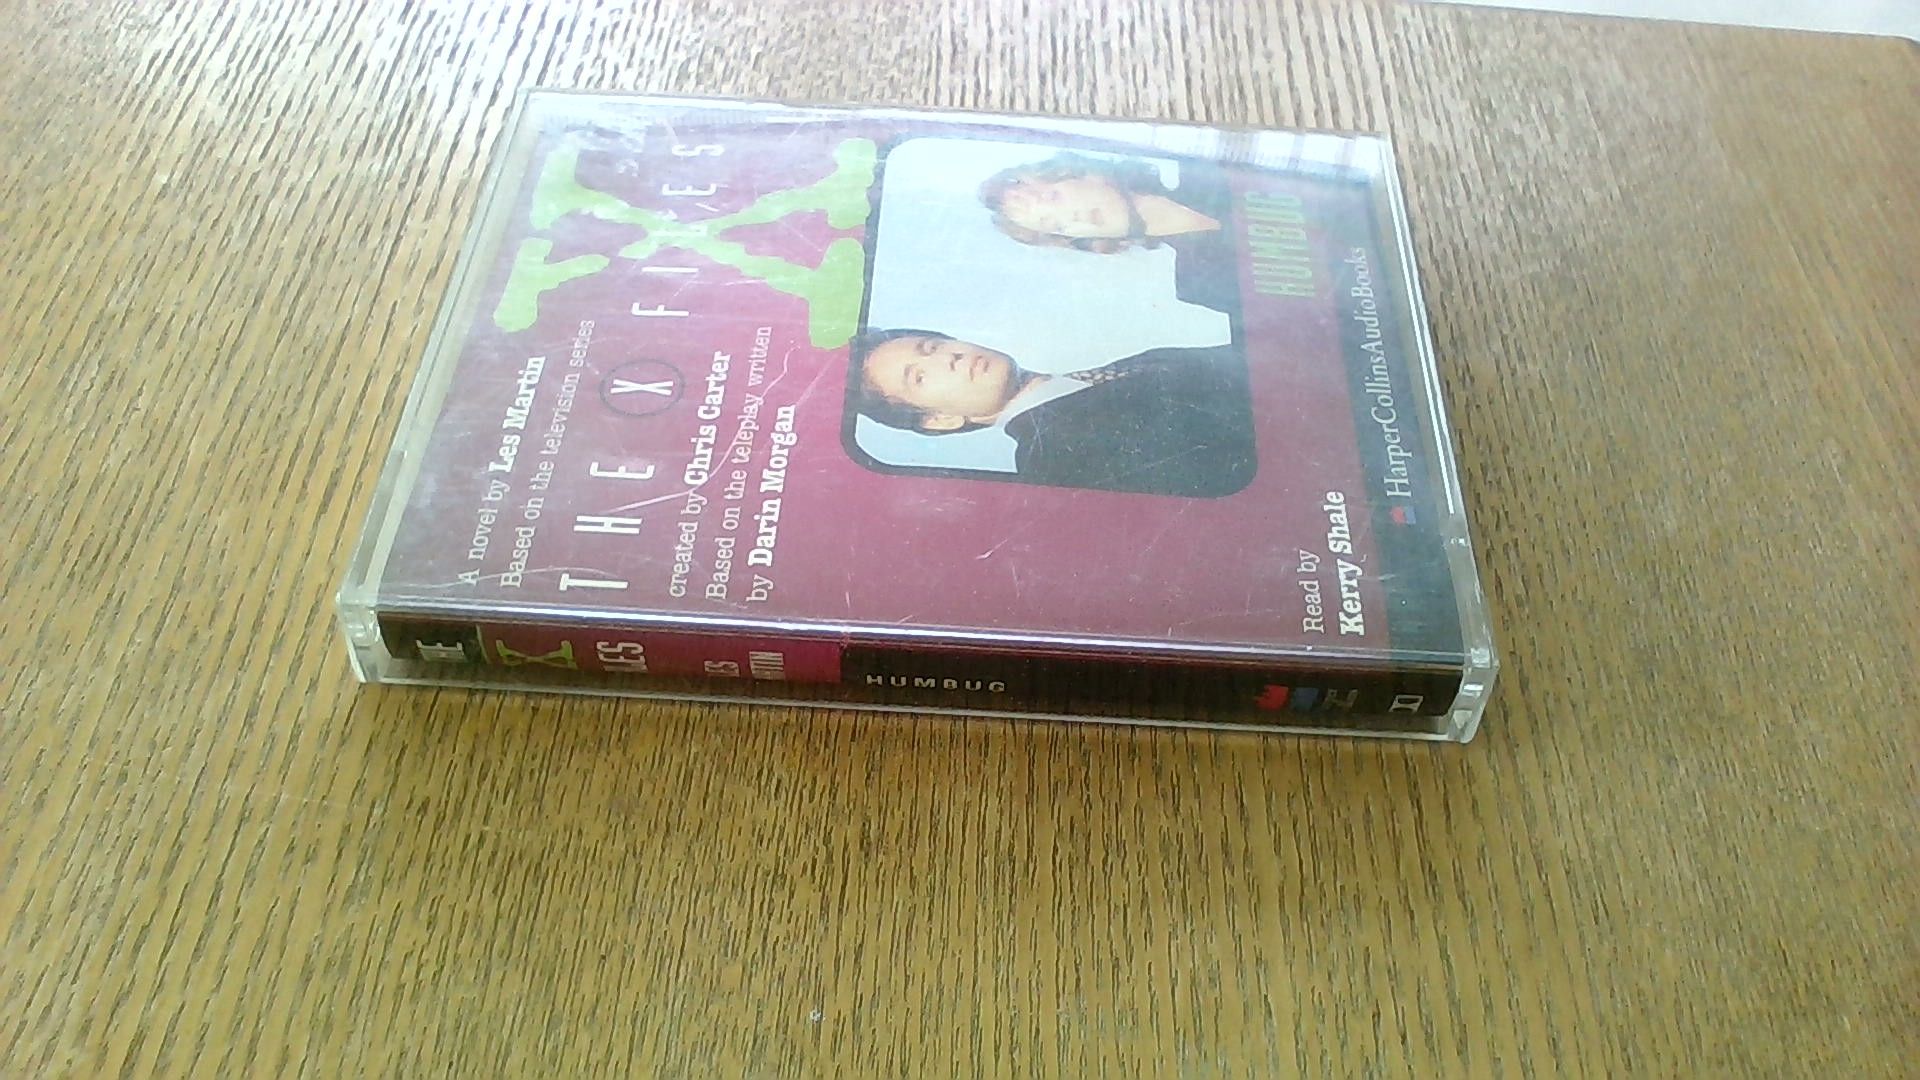 A novel by Les Martin
Based on the television series
THE X FILES
created by Chris Carter
Based on the teleplay written
by Darin Morgan
X
HUMBUG
Read by
Kerry Shale
HarperCollinsAudioBooks
THE
X
HUMBUG